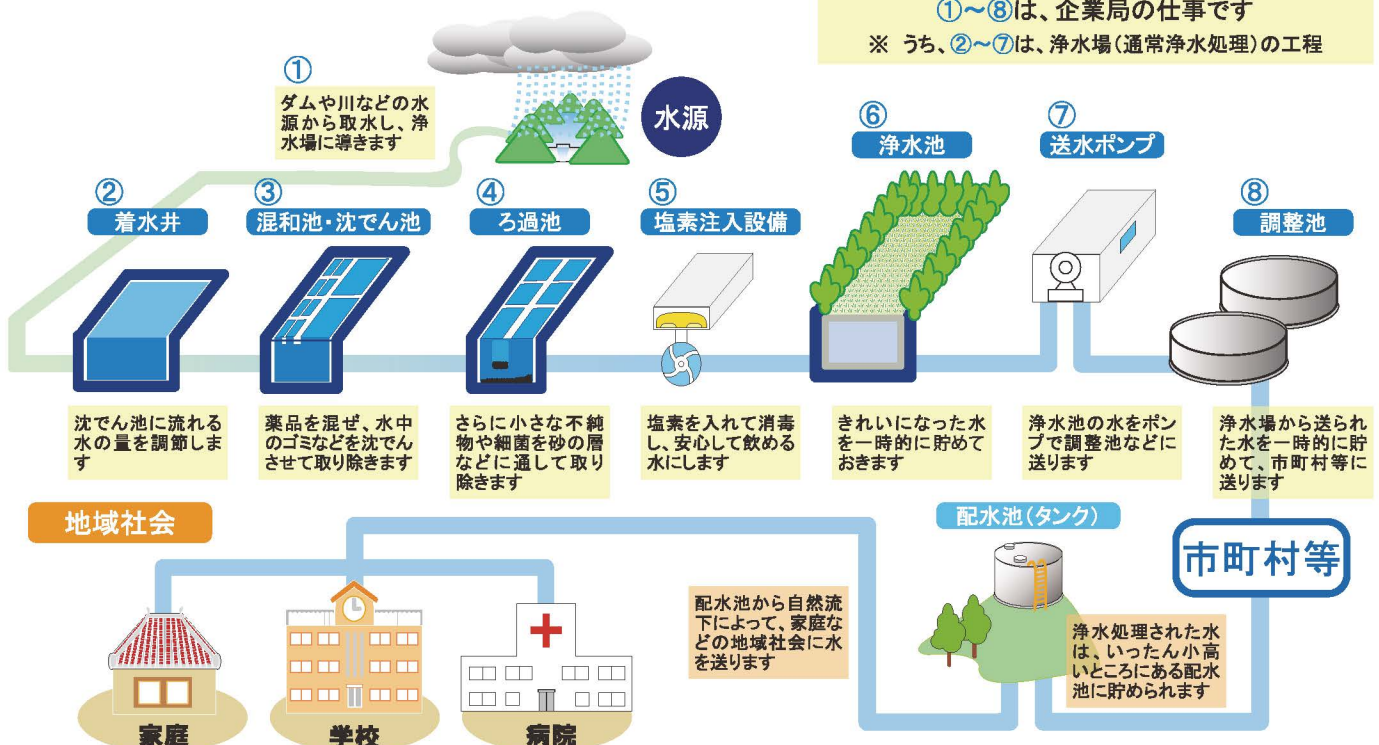 ①～⑧は、企業局の仕事です
※ うち、②～⑦は、浄水場（通常浄水処理）の工程
①
ダムや川などの水
源から取水し、浄
水場に導きます
水源
②
着水井
③
混和池・沈でん池
④
ろ過池
⑤
塩素注入設備
⑥
浄水池
⑦
送水ポンプ
⑧
調整池
沈でん池に流れる
水の量を調節しま
す
薬品を混ぜ、水中
のゴミなどを沈でん
させて取り除きます
さらに小さな不純
物や細菌を砂の層
などに通して取り
除きます
塩素を入れて消毒
し、安心して飲める
水にします
きれいになった水
を一時的に貯めて
おきます
浄水池の水をポン
プで調整池などに
送ります
浄水場から送られ
た水を一時的に貯
めて、市町村等に
送ります
地域社会
配水池（タンク）
市町村等
配水池から自然流
下によって、家庭な
どの地域社会に水
を送ります
浄水処理された水
は、いったん小高
いところにある配水
池に貯められます
家庭
学校
病院